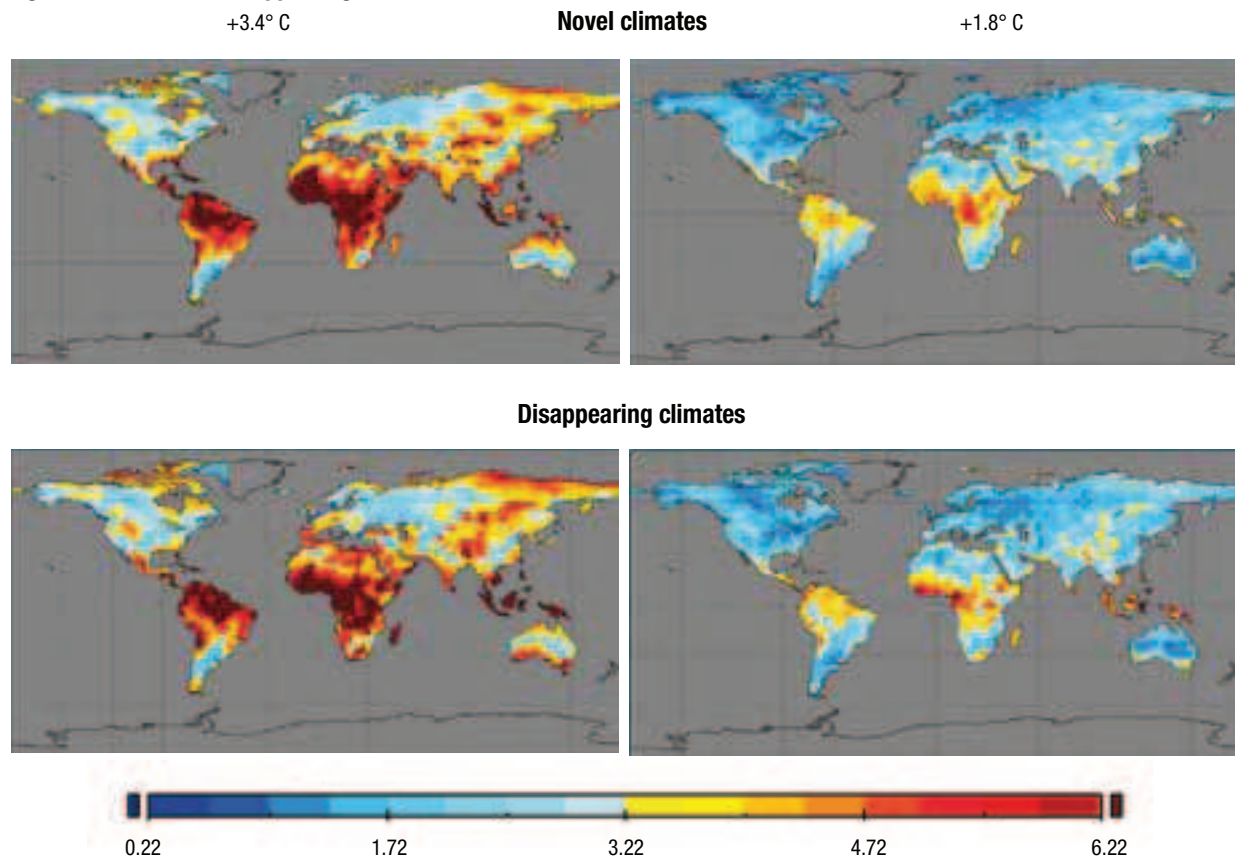 +3.4° C
Novel climates
+1.8° C
Disappearing climates
0.22 1.72 3.22 4.72 6.22